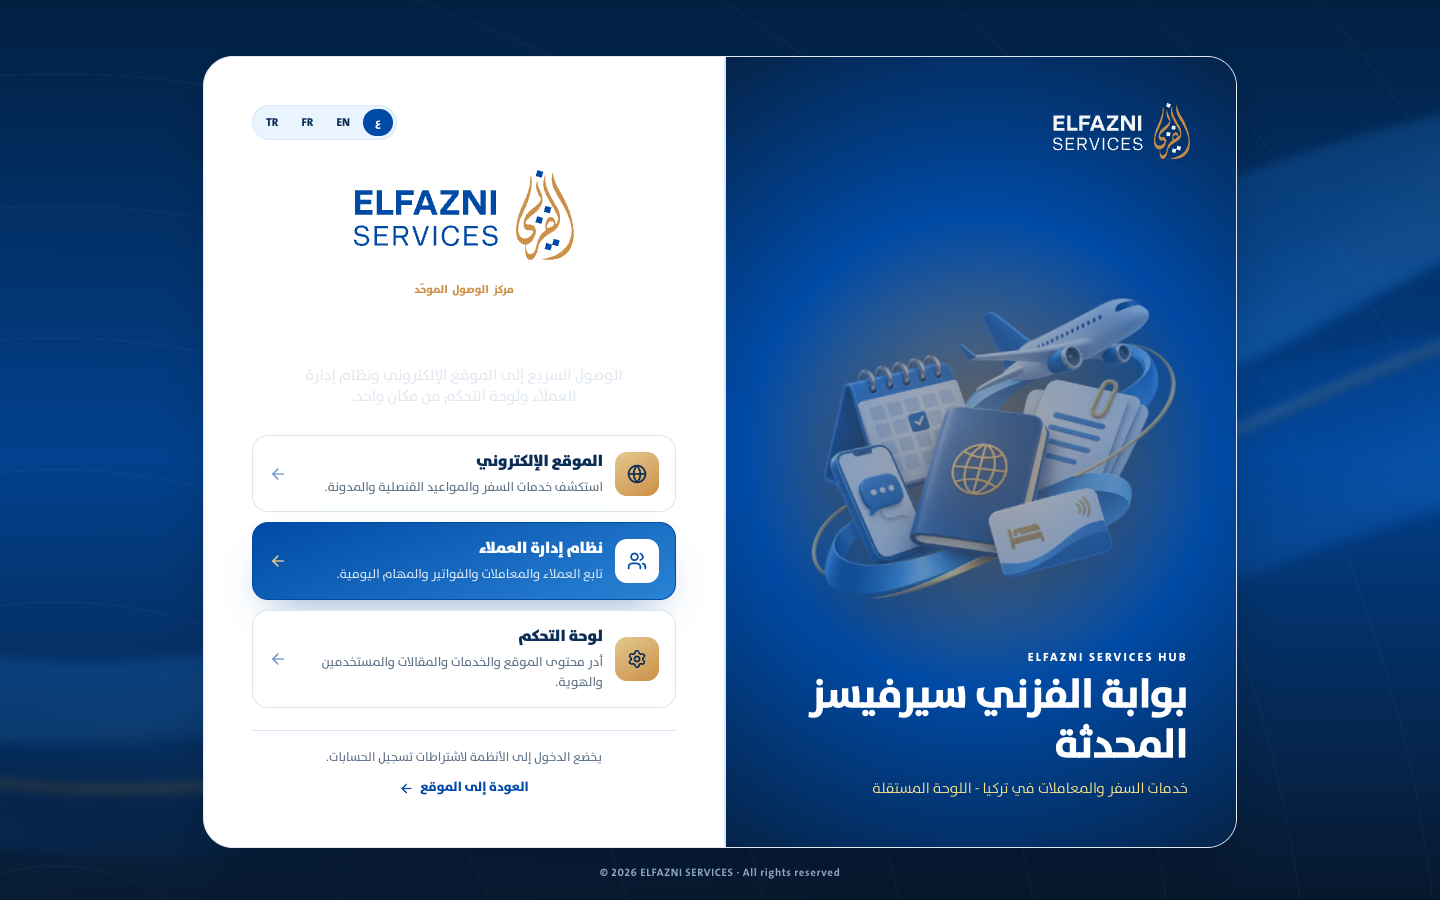 ELFAZNI
SERVICES
ELFAZNI SERVICES HUB
بوابة الفزني سيرفيسز
المحدثة
خدمات السفر والمعاملات في تركيا - اللوحة المستقلة
ع
EN
FR
TR
الفزني
ELFAZNI
SERVICES
مركز الوصول الموحّد
الوصول السريع إلى الموقع الإلكتروني ونظام إدارة
العملاء ولوحة التحكم من مكان واحد.
الموقع الإلكتروني
استكشف خدمات السفر والمواعيد القنصلية والمدونة.
نظام إدارة العملاء
تابع العملاء والمعاملات والفواتير والمهام اليومية.
لوحة التحكم
أدر محتوى الموقع والخدمات والمقالات والمستخدمين
والهوية.
يخضع الدخول إلى الأنظمة لاشتراطات تسجيل الحسابات.
العودة إلى الموقع
© 2026 ELFAZNI SERVICES · All rights reserved